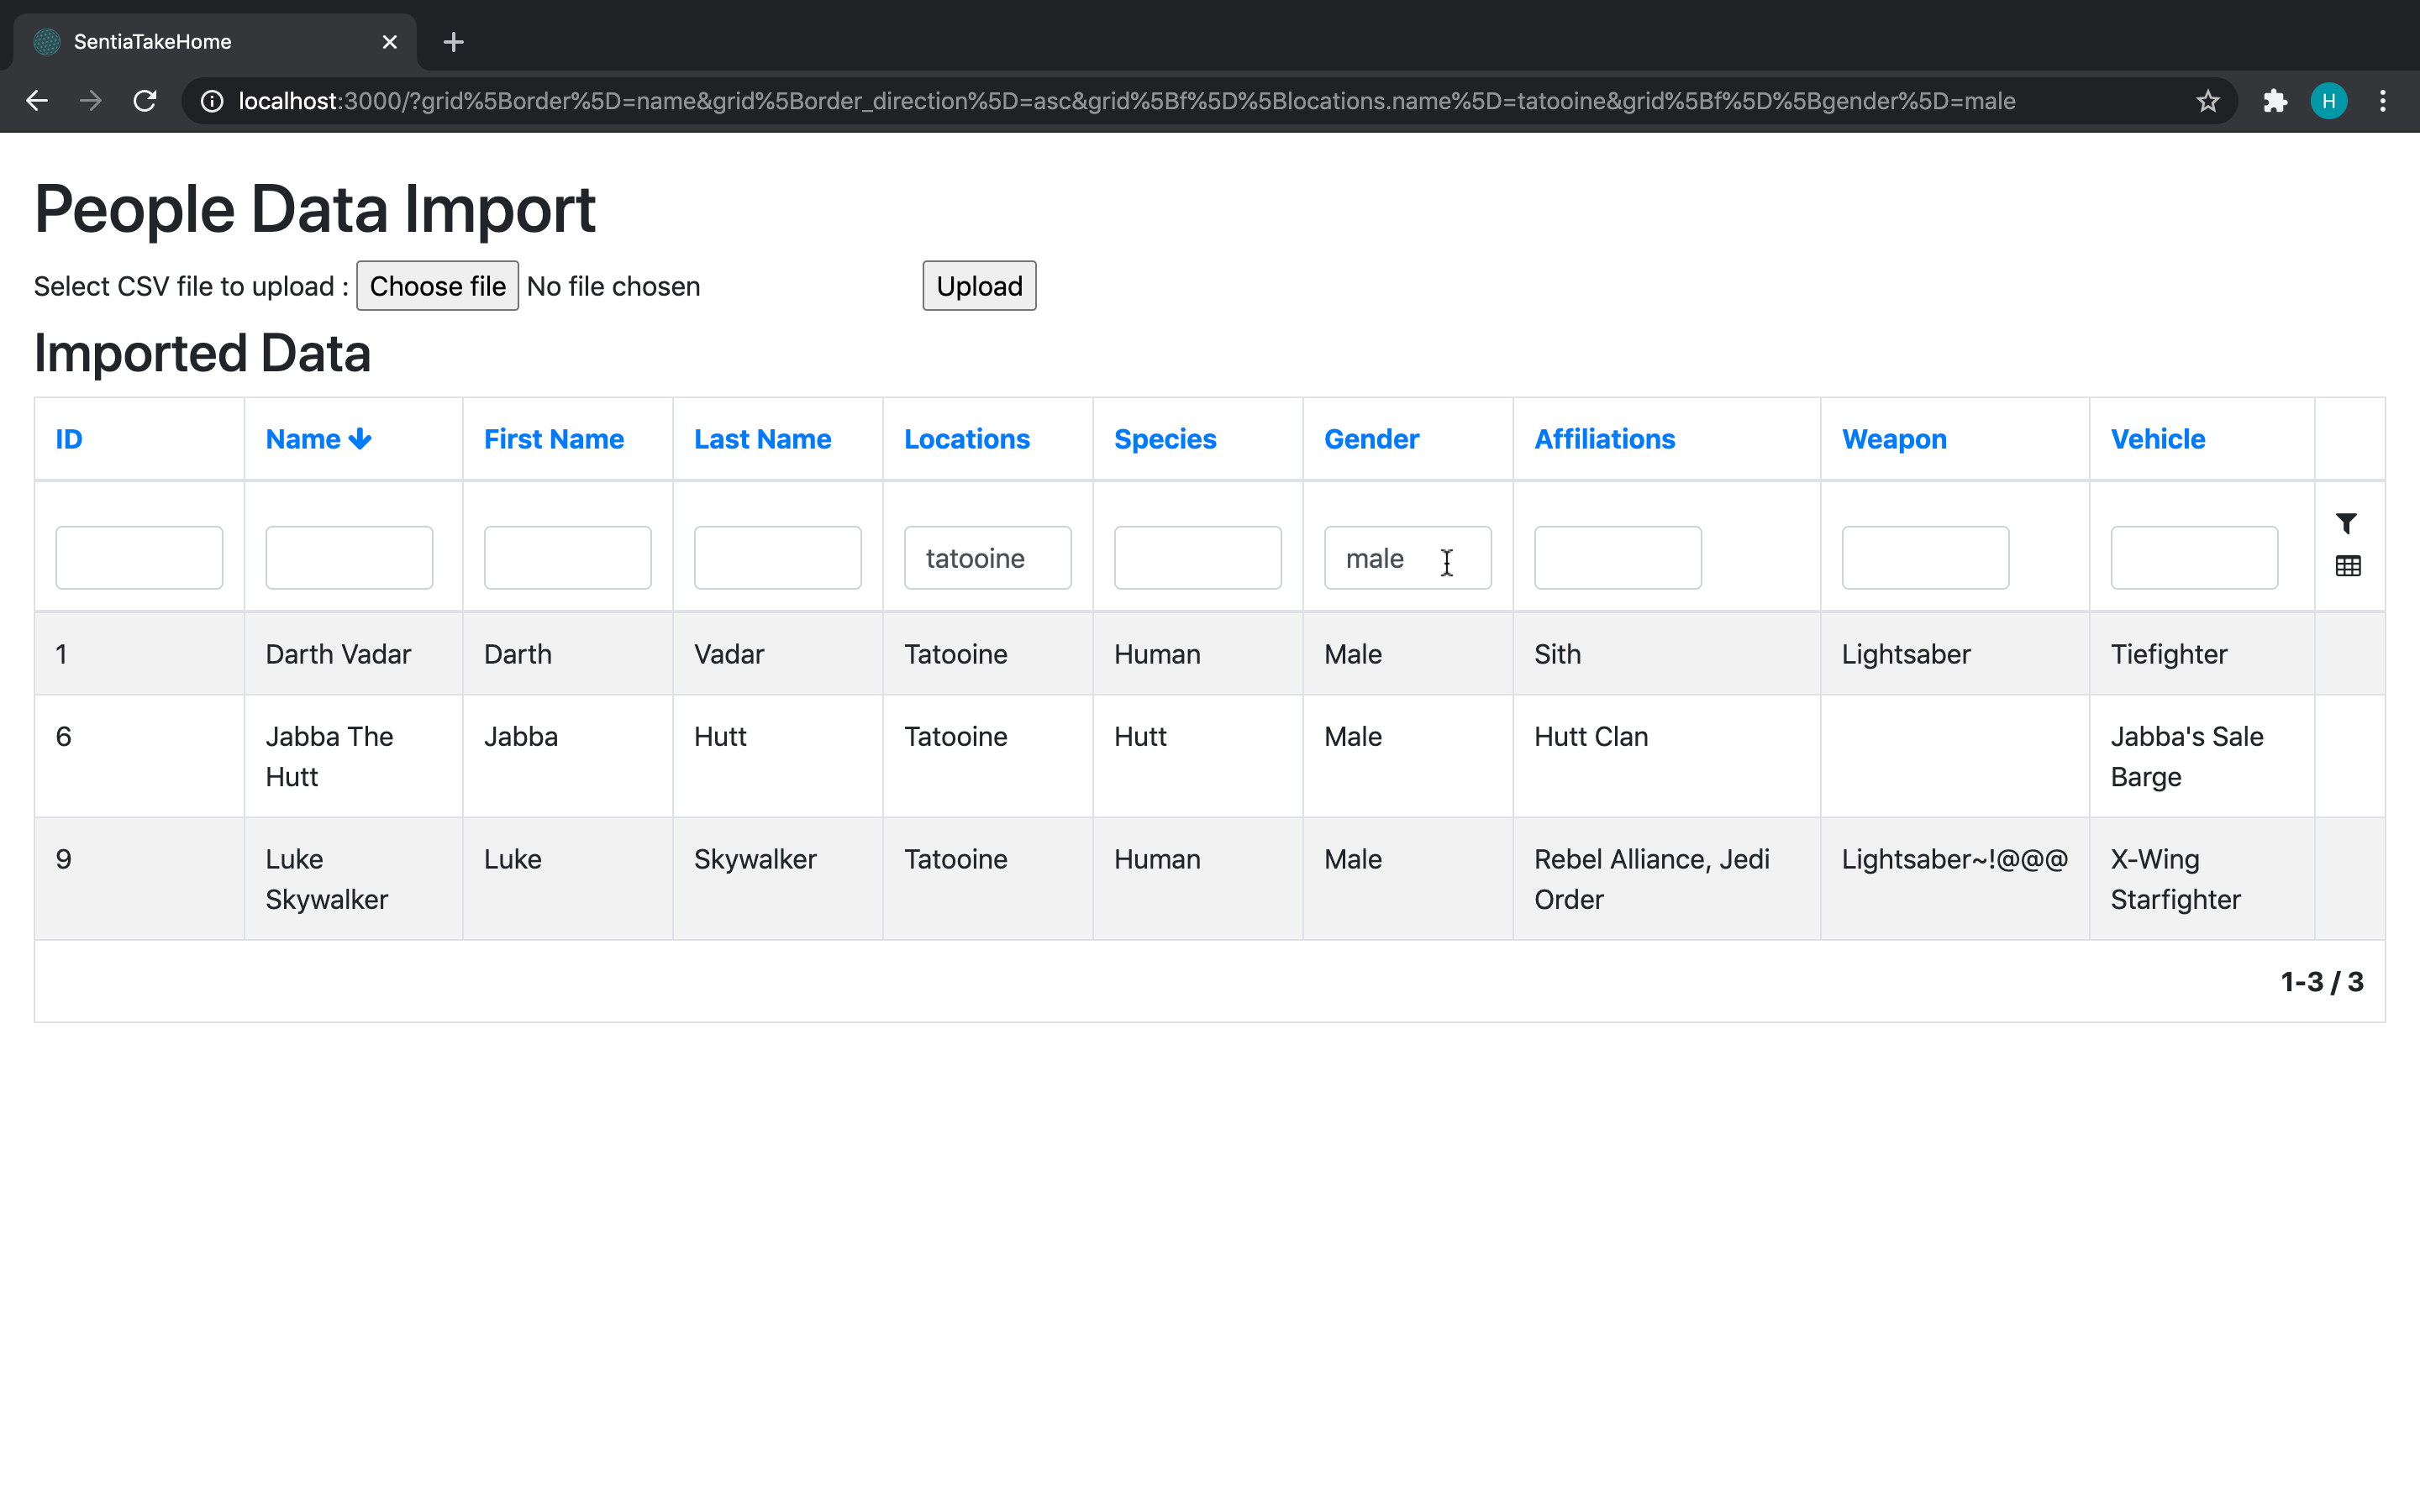 SentiaTakeHome
localhost:3000/?grid%5Border%5D=name&grid%5Border_direction%5D=asc&grid%5Bf%5D%5Blocations.name%5D=tatooine&grid%5Bf%5D%5Bgender%5D=male
H
People Data Import
Select CSV file to upload : Choose file No file chosen Upload
Imported Data
ID Name First Name Last Name Locations Species Gender Affiliations Weapon Vehicle
tatooine male
1 Darth Vadar Darth Vadar Tatooine Human Male Sith Lightsaber Tiefighter
6 Jabba The Jabba Hutt Tatooine Hutt Male Hutt Clan Jabba's Sale
Hutt Barge
9 Luke Luke Skywalker Tatooine Human Male Rebel Alliance, Jedi Lightsaber~!@@@ X-Wing
Skywalker Order Starfighter
1-3 / 3